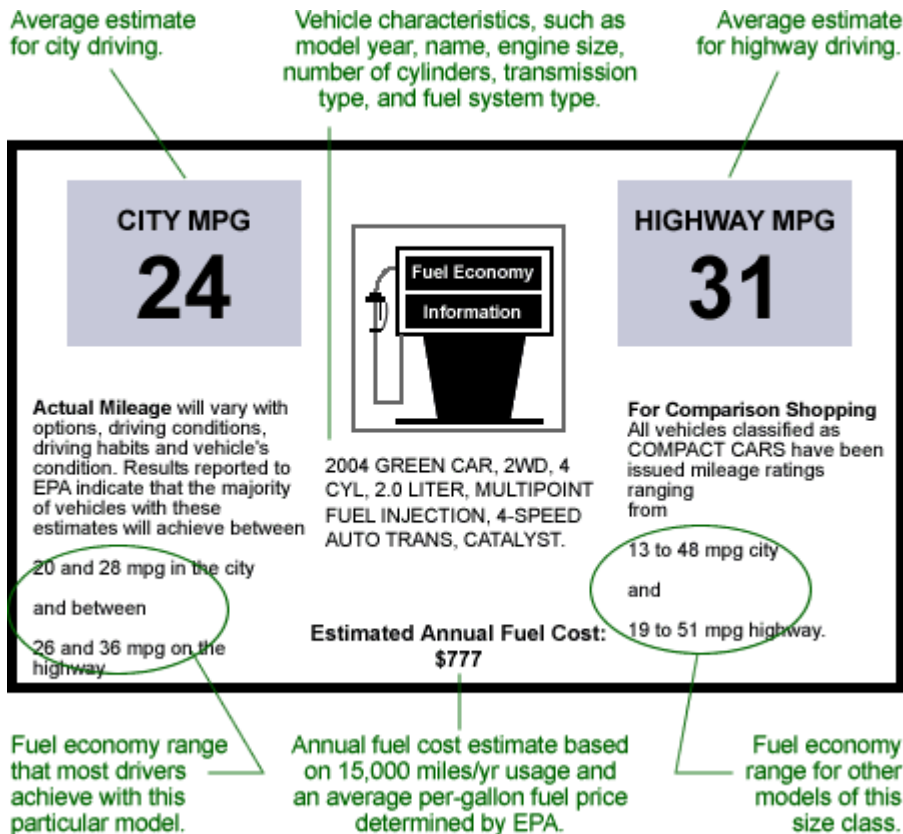 Average estimate
for city driving.
Vehicle characteristics, such as
model year, name, engine size,
number of cylinders, transmission
type, and fuel system type.
Average estimate
for highway driving.
CITY MPG
24
Fuel Economy
Information
HIGHWAY MPG
31
Actual Mileage will vary with
options, driving conditions,
driving habits and vehicle's
condition. Results reported to
EPA indicate that the majority
of vehicles with these
estimates will achieve between
20 and 28 mpg in the city
and between
26 and 36 mpg on the
highway
2004 GREEN CAR, 2WD, 4
CYL, 2.0 LITER, MULTIPOINT
FUEL INJECTION, 4-SPEED
AUTO TRANS, CATALYST.
Estimated Annual Fuel Cost:
$777
For Comparison Shopping
All vehicles classified as
COMPACT CARS have been
issued mileage ratings
ranging
from
13 to 48 mpg city
and
19 to 51 mpg highway.
Fuel economy range
that most drivers
achieve with this
particular model.
Annual fuel cost estimate based
on 15,000 miles/yr usage and
an average per-gallon fuel price
determined by EPA.
Fuel economy
range for other
models of this
size class.